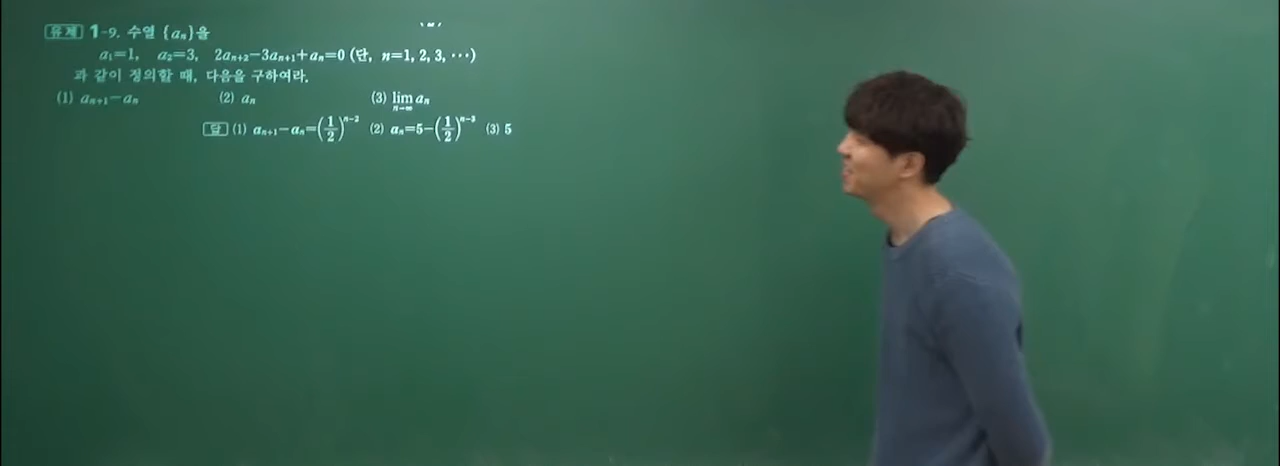 유제 1-9. 수열 {aₙ}을
a₁=1, a₂=3, 2aₙ₊₂-3aₙ₊₁+aₙ=0 (단, n=1, 2, 3, ⋯)
과 같이 정의할 때, 다음을 구하여라.
(1) aₙ₊₁-aₙ (2) aₙ (3) lim n→∞ aₙ
답 (1) aₙ₊₁-aₙ=(1/2)ⁿ⁻² (2) aₙ=5-(1/2)ⁿ⁻³ (3) 5